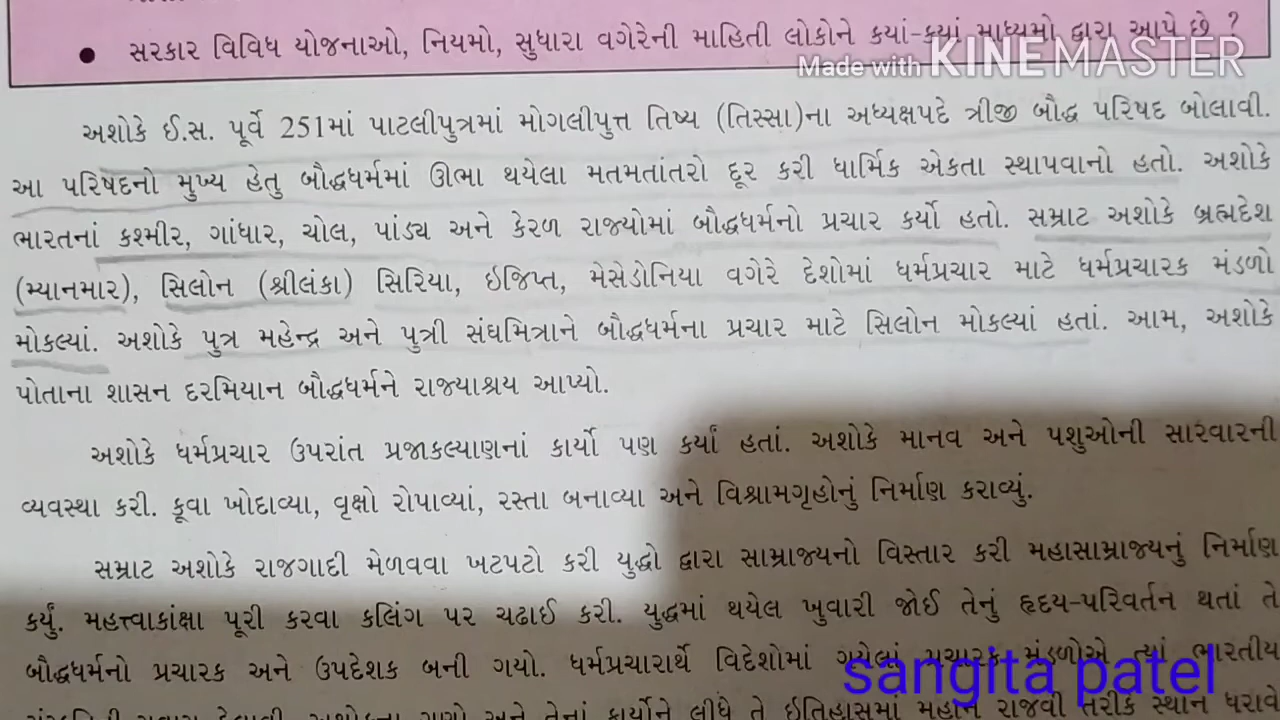 • સરકાર વિવિધ યોજનાઓ, નિયમો, સુધારા વગેરેની માહિતી લોકોને કયાં-કયાં માધ્યમો દ્વારા આપે છે ?
Made with KINEMASTER
અશોકે ઈ.સ. પૂર્વે 251માં પાટલીપુત્રમાં મોગલીપુત્ત તિષ્ય (તિસ્સા)ના અધ્યક્ષપદે ત્રીજી બૌદ્ધ પરિષદ બોલાવી.
આ પરિષદનો મુખ્ય હેતુ બૌદ્ધધર્મમાં ઊભા થયેલા મતમતાંતરો દૂર કરી ધાર્મિક એકતા સ્થાપવાનો હતો. અશોકે
ભારતનાં કશ્મીર, ગાંધાર, ચોલ, પાંડ્ય અને કેરળ રાજ્યોમાં બૌદ્ધધર્મનો પ્રચાર કર્યો હતો. સમ્રાટ અશોકે બ્રહ્મદેશ
(મ્યાનમાર), સિલોન (શ્રીલંકા) સિરિયા, ઇજિપ્ત, મેસેડોનિયા વગેરે દેશોમાં ધર્મપ્રચાર માટે ધર્મપ્રચારક મંડળો
મોકલ્યાં. અશોકે પુત્ર મહેન્દ્ર અને પુત્રી સંઘમિત્રાને બૌદ્ધધર્મના પ્રચાર માટે સિલોન મોકલ્યાં હતાં. આમ, અશોકે
પોતાના શાસન દરમિયાન બૌદ્ધધર્મને રાજ્યાશ્રય આપ્યો.
અશોકે ધર્મપ્રચાર ઉપરાંત પ્રજાકલ્યાણનાં કાર્યો પણ કર્યાં હતાં. અશોકે માનવ અને પશુઓની સારવારની
વ્યવસ્થા કરી. કૂવા ખોદાવ્યા, વૃક્ષો રોપાવ્યાં, રસ્તા બનાવ્યા અને વિશ્રામગૃહોનું નિર્માણ કરાવ્યું.
સમ્રાટ અશોકે રાજગાદી મેળવવા ખટપટો કરી યુદ્ધો દ્વારા સામ્રાજ્યનો વિસ્તાર કરી મહાસામ્રાજ્યનું નિર્માણ
કર્યું. મહત્ત્વાકાંક્ષા પૂરી કરવા કલિંગ પર ચઢાઈ કરી. યુદ્ધમાં થયેલ ખુવારી જોઈ તેનું હૃદય-પરિવર્તન થતાં તે
બૌદ્ધધર્મનો પ્રચારક અને ઉપદેશક બની ગયો. ધર્મપ્રચારાર્થે વિદેશોમાં ગયેલાં પ્રચારક મંડળોએ ત્યાં ભારતીય
sangita patel
અને તેનાં કાર્યોને લીધે તે ઇતિહાસમાં મહાન રાજવી તરીકે સ્થાન ધરાવે